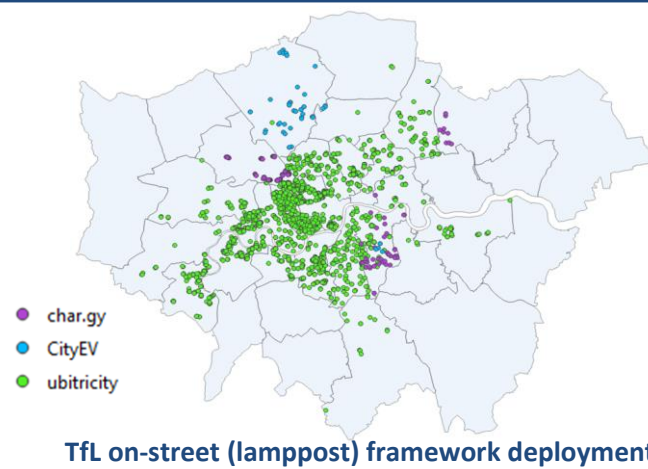 char.gy
CityEV
ubitricity
TfL on-street (lamppost) framework deployment